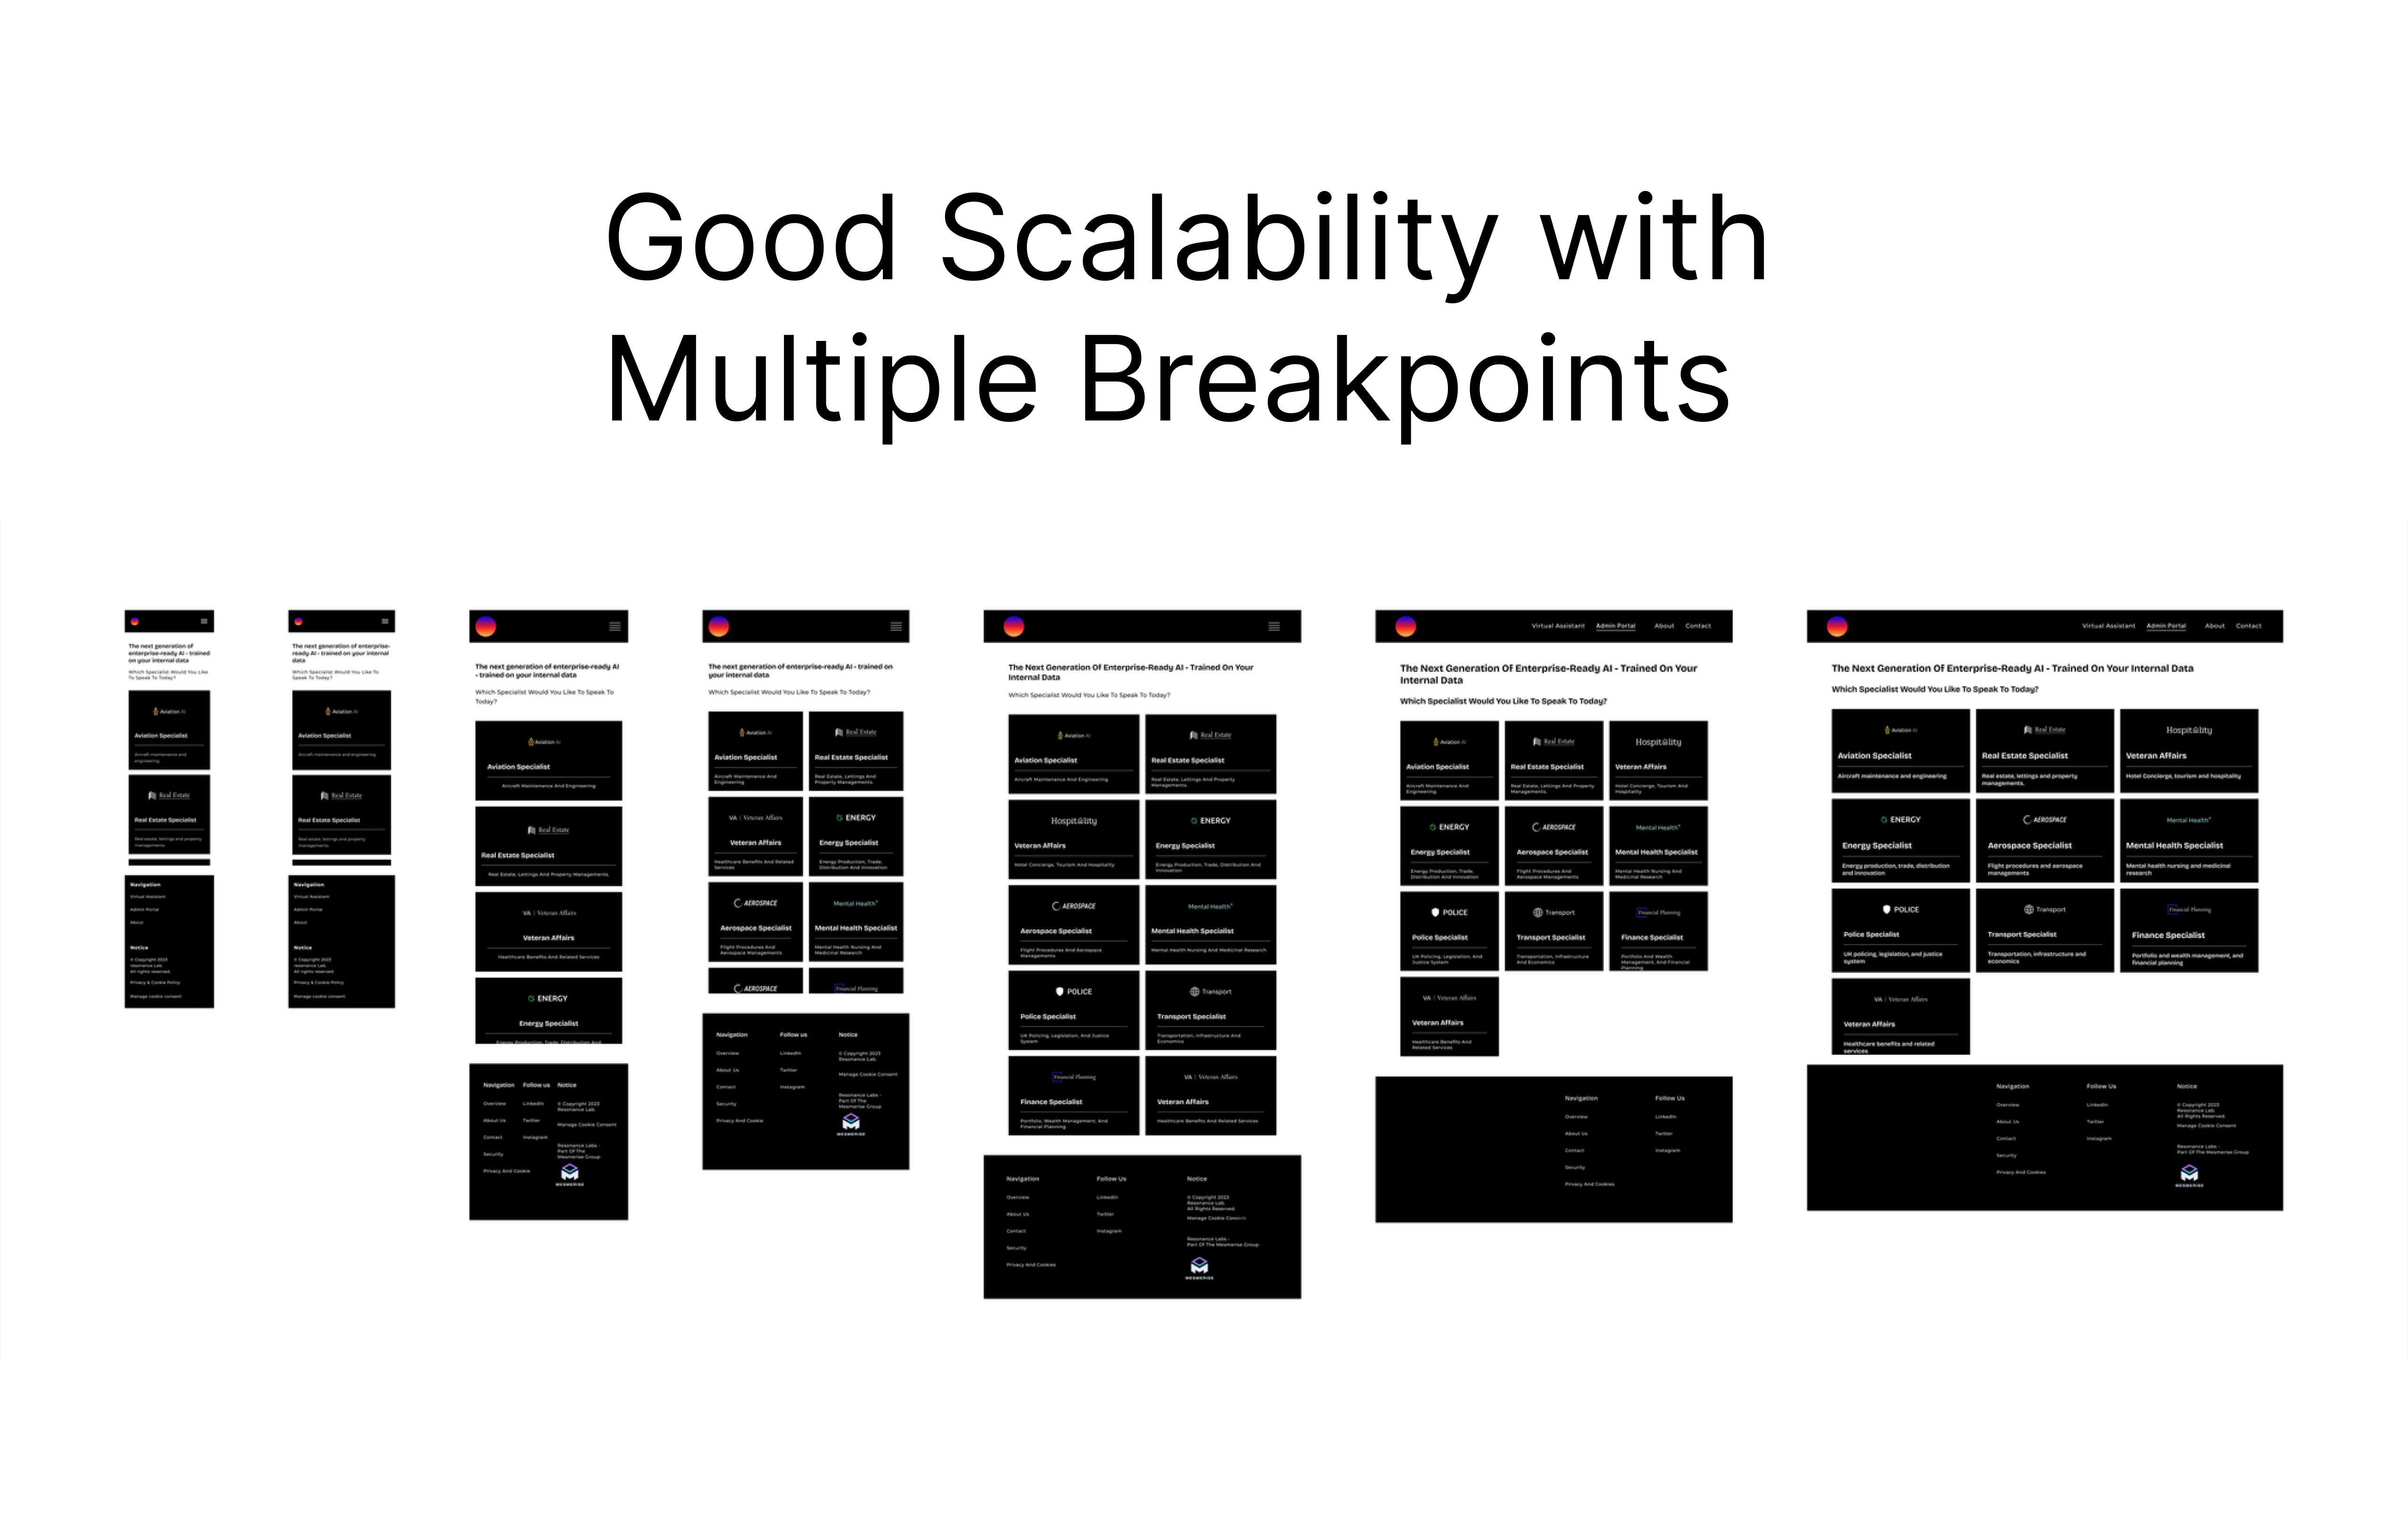 Good Scalability with
Multiple Breakpoints
The next generation of
enterprise-ready AI - trained
on your internal data
Which Specialist Would You Like
To Speak To Today?
Aviation AI
Aviation Specialist
Aircraft maintenance and
engineering
Real Estate
Real Estate Specialist
Real estate, lettings and property
managements.
Navigation
Virtual Assistant
Admin Portal
About
Notice
© Copyright 2023
resonance Lab.
All rights reserved.
Privacy & Cookie Policy
Manage cookie consent
The next generation of enterprise-
ready AI - trained on your internal
data
Which Specialist Would You Like To
Speak To Today?
Aviation AI
Aviation Specialist
Aircraft maintenance and engineering
Real Estate
Real Estate Specialist
Real estate, lettings and property
managements.
Navigation
Virtual Assistant
Admin Portal
About
Notice
© Copyright 2023
resonance Lab.
All rights reserved
Privacy & Cookie Policy
Manage cookie consent
The next generation of enterprise-ready AI
- trained on your internal data
Which Specialist Would You Like To Speak To
Today?
Aviation AI
Aviation Specialist
Aircraft Maintenance And Engineering
Real Estate
Real Estate Specialist
Real Estate, Lettings And Property Managements.
VA | Veteran Affairs
Veteran Affairs
Healthcare Benefits And Related Services
ENERGY
Energy Specialist
Energy Production, Trade, Distribution And
Navigation Follow us Notice
Overview LinkedIn © Copyright 2023
Resonance Lab.
About Us Twitter Manage Cookie Consent
Contact Instagram
Security Resonance Labs -
Part Of The
Mesmerise Group
Privacy And Cookie
MESMERISE
The next generation of enterprise-ready AI - trained on
your internal data
Which Specialist Would You Like To Speak To Today?
Aviation AI Real Estate
Aviation Specialist Real Estate Specialist
Aircraft Maintenance And Real Estate, Lettings And Property
Engineering Managements.
VA | Veteran Affairs ENERGY
Veteran Affairs Energy Specialist
Healthcare Benefits And Related Energy Production, Trade,
Services Distribution And Innovation
AEROSPACE Mental Health+
Aerospace Specialist Mental Health Specialist
Flight Procedures And Mental Health Nursing And
Aerospace Managements Medicinal Research
AEROSPACE Financial Planning
Navigation Follow us Notice
Overview LinkedIn © Copyright 2023
Resonance Lab.
About Us Twitter Manage Cookie Consent
Contact Instagram
Security Resonance Labs -
Part Of The
Mesmerise Group
Privacy And Cookie
MESMERISE
The Next Generation Of Enterprise-Ready AI - Trained On Your
Internal Data
Which Specialist Would You Like To Speak To Today?
Aviation AI Real Estate
Aviation Specialist Real Estate Specialist
Aircraft Maintenance And Engineering Real Estate, Lettings And Property
Managements.
Hospitality ENERGY
Veteran Affairs Energy Specialist
Hotel Concierge, Tourism And Hospitality Energy Production, Trade, Distribution And
Innovation
AEROSPACE Mental Health+
Aerospace Specialist Mental Health Specialist
Flight Procedures And Aerospace Mental Health Nursing And Medicinal Research
Managements
POLICE Transport
Police Specialist Transport Specialist
UK Policing, Legislation, And Justice Transportation, Infrastructure And
System Economics
Financial Planning VA | Veteran Affairs
Finance Specialist Veteran Affairs
Portfolio, Wealth Management, And Healthcare Benefits And Related Services
Financial Planning
Navigation Follow Us Notice
Overview LinkedIn © Copyright 2023
Resonance Lab.
All Rights Reserved.
About Us Twitter Manage Cookie Consent
Contact Instagram
Security Resonance Labs -
Part Of The Mesmerise Group
Privacy And Cookies
MESMERISE
Virtual Assistant Admin Portal About Contact
The Next Generation Of Enterprise-Ready AI - Trained On Your
Internal Data
Which Specialist Would You Like To Speak To Today?
Aviation AI Real Estate Hospitality
Aviation Specialist Real Estate Specialist Veteran Affairs
Aircraft Maintenance And Real Estate, Lettings And Property Hotel Concierge, Tourism And
Engineering Managements. Hospitality
ENERGY AEROSPACE Mental Health+
Energy Specialist Aerospace Specialist Mental Health Specialist
Energy Production, Trade, Flight Procedures And Mental Health Nursing And
Distribution And Innovation Aerospace Managements Medicinal Research
POLICE Transport Financial Planning
Police Specialist Transport Specialist Finance Specialist
UK Policing, Legislation, And Transportation, Infrastructure Portfolio And Wealth
Justice System And Economics Management, And Financial
Planning
VA | Veteran Affairs
Veteran Affairs
Healthcare Benefits And
Related Services
Navigation Follow Us
Overview LinkedIn
About Us Twitter
Contact Instagram
Security
Privacy And Cookies
Virtual Assistant Admin Portal About Contact
The Next Generation Of Enterprise-Ready AI - Trained On Your Internal Data
Which Specialist Would You Like To Speak To Today?
Aviation AI Real Estate Hospitality
Aviation Specialist Real Estate Specialist Veteran Affairs
Aircraft maintenance and engineering Real estate, lettings and property Hotel Concierge, tourism and hospitality
managements.
ENERGY AEROSPACE Mental Health+
Energy Specialist Aerospace Specialist Mental Health Specialist
Energy production, trade, distribution Flight procedures and aerospace Mental health nursing and medicinal
and innovation managements research
POLICE Transport Financial Planning
Police Specialist Transport Specialist Finance Specialist
UK policing, legislation, and justice Transportation, infrastructure and Portfolio and wealth management, and
system economics financial planning
VA | Veteran Affairs
Veteran Affairs
Healthcare benefits and related
services
Navigation Follow Us Notice
Overview LinkedIn © Copyright 2023
Resonance Lab.
All Rights Reserved.
About Us Twitter Manage Cookie Consent
Contact Instagram
Security Resonance Labs -
Part Of The Mesmerise Group
Privacy And Cookies
MESMERISE